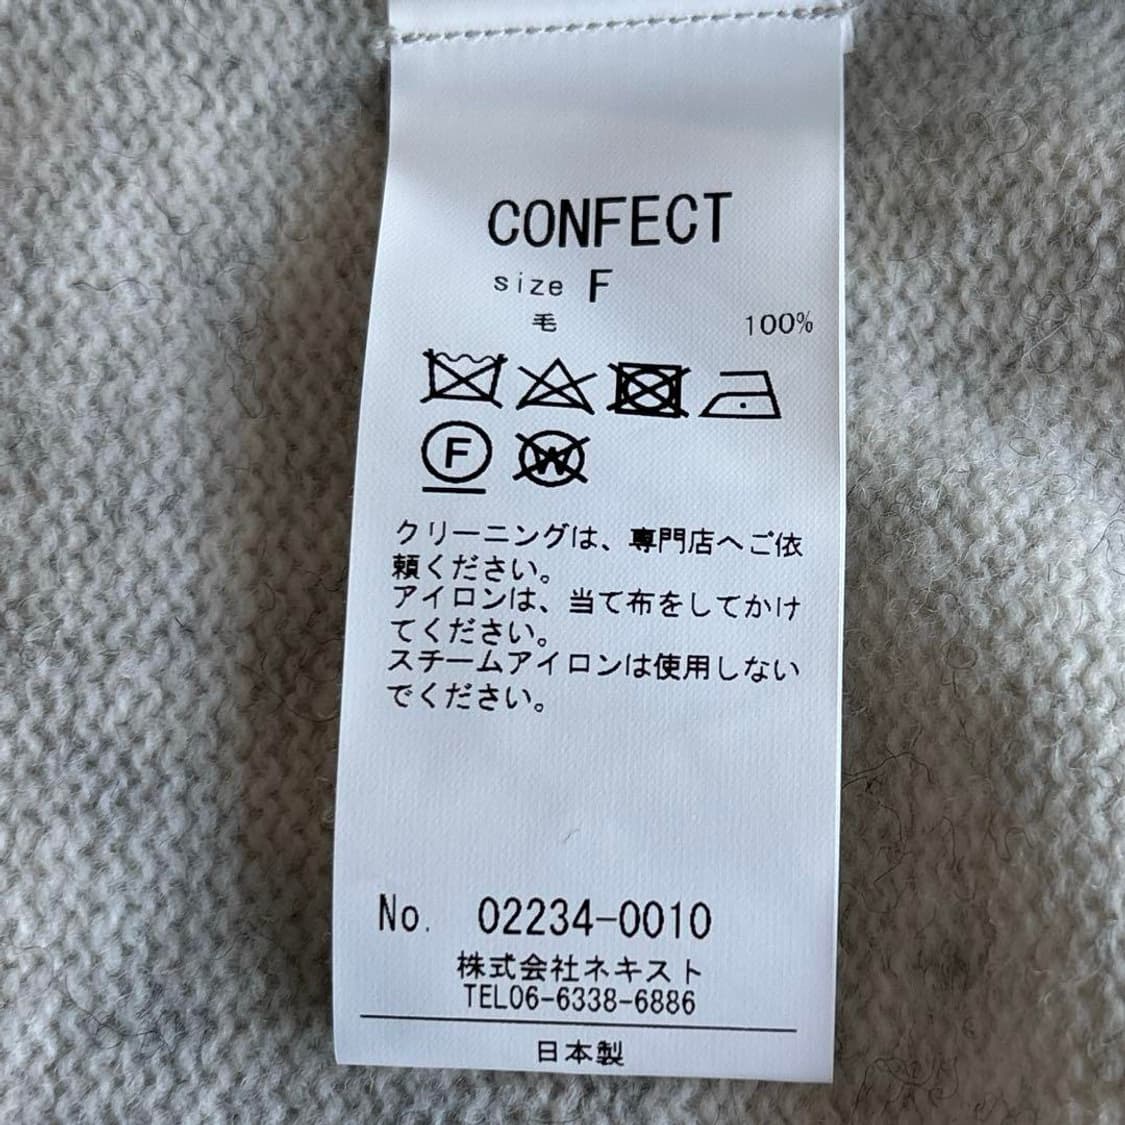 CONFECT
size F
毛 100%
F W
クリーニングは、専門店へご依
頼ください。
アイロンは、当て布をしてかけ
てください。
スチームアイロンは使用しない
でください。
No. 02234-0010
株式会社ネキスト
TEL06-6338-6886
日本製